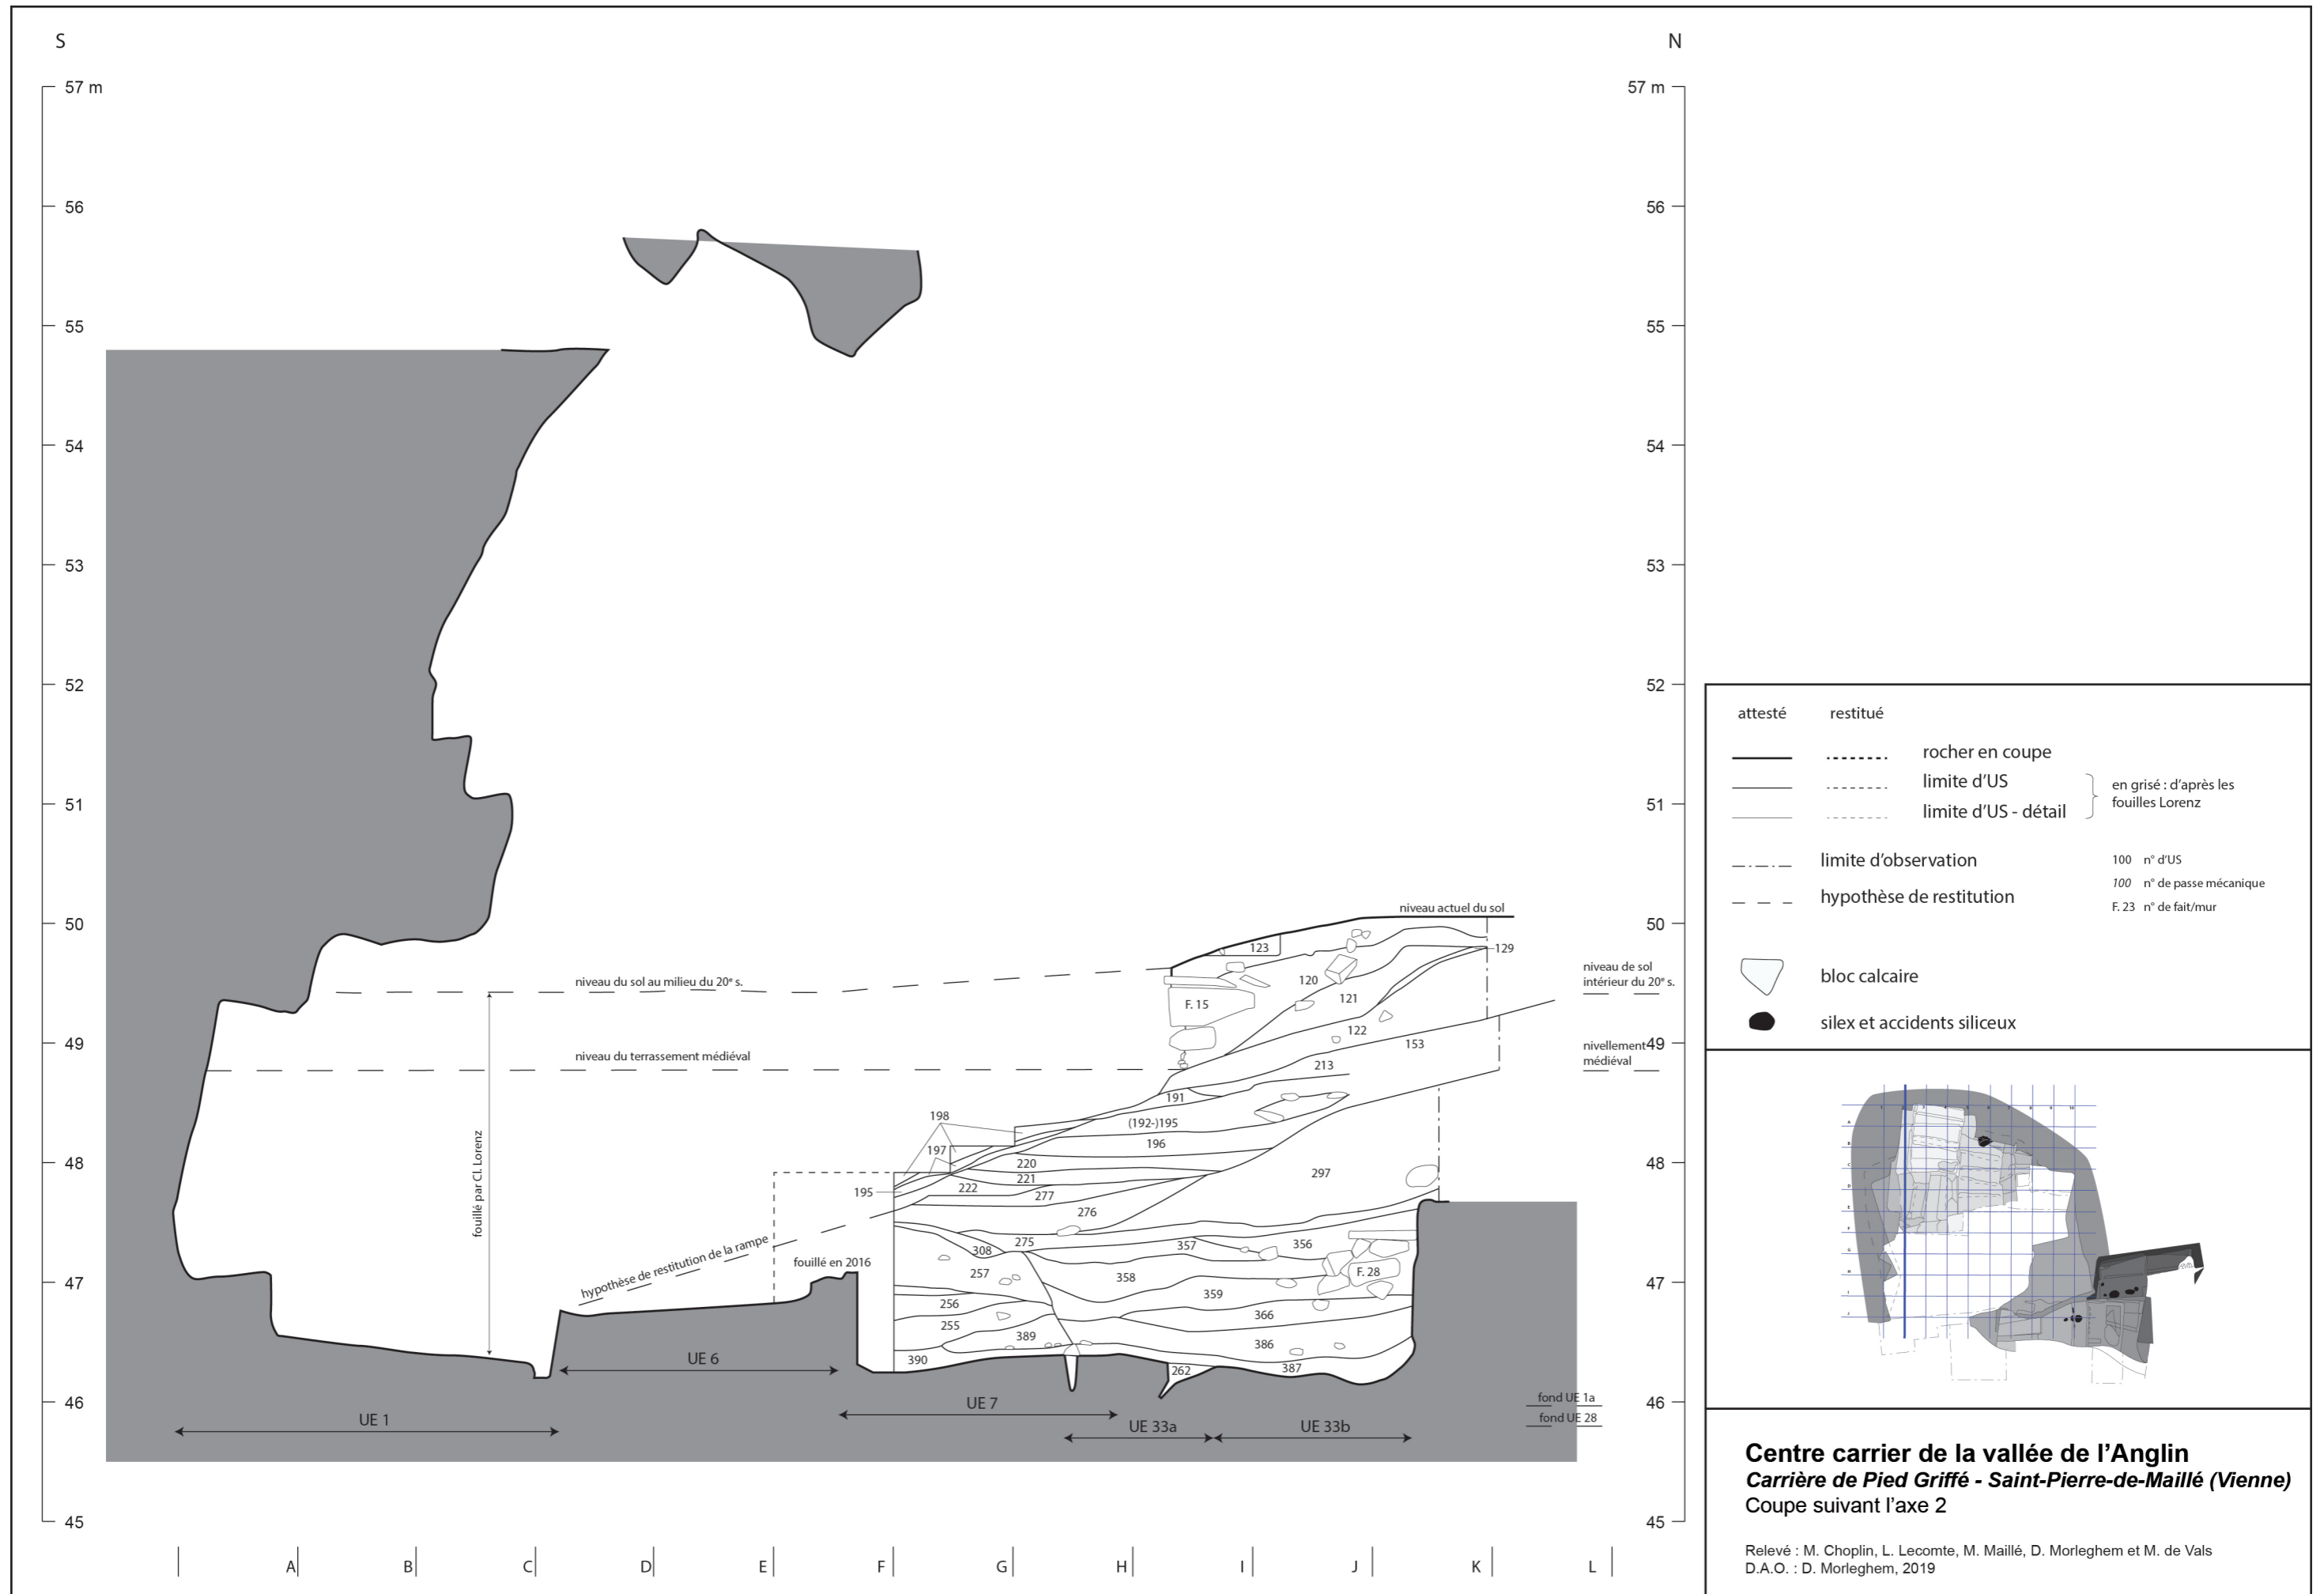 S
N
57 m
57 m
56
56
55
55
54
54
53
53
52
52
51
51
50
50
49
49
48
48
47
47
46
46
45
45
niveau actuel du sol
123
129
120
F. 15
121
122
153
213
niveau du sol au milieu du 20e s.
niveau de sol
intérieur du 20e s.
niveau du terrassement médiéval
nivellement
médiéval
fouillé par Cl. Lorenz
191
198
(192-)195
196
197
220
221
222
195
277
297
276
hypothèse de restitution de la rampe
fouillé en 2016
275
308
357
356
257
358
F. 28
359
256
366
255
389
386
390
262
387
UE 6
UE 7
UE 1
UE 33a
UE 33b
fond UE 1a
fond UE 28
A
B
C
D
E
F
G
H
I
J
K
L
attesté restitué
rocher en coupe
limite d'US
limite d'US - détail
en grisé : d'après les
fouilles Lorenz
limite d'observation
hypothèse de restitution
100 n° d'US
100 n° de passe mécanique
F. 23 n° de fait/mur
bloc calcaire
silex et accidents siliceux
Centre carrier de la vallée de l'Anglin
Carrière de Pied Griffé - Saint-Pierre-de-Maillé (Vienne)
Coupe suivant l'axe 2
Relevé : M. Choplin, L. Lecomte, M. Maillé, D. Morleghem et M. de Vals
D.A.O. : D. Morleghem, 2019